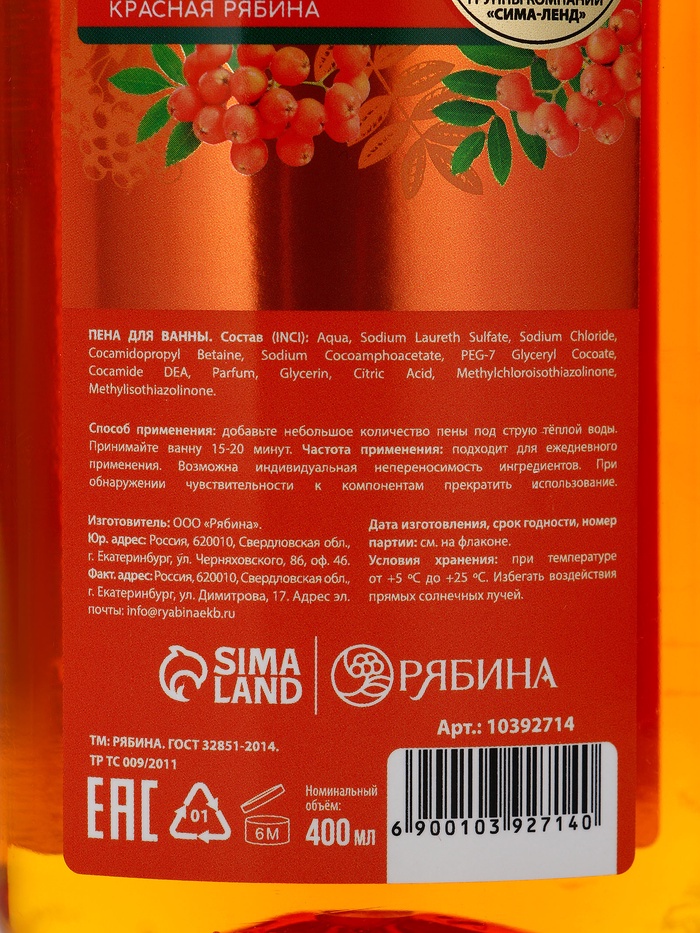 КРАСНАЯ РЯБИНА
ГРУППЫ КОМПАНИЙ
«СИМА-ЛЕНД»
ПЕНА ДЛЯ ВАННЫ. Состав (INCI): Aqua, Sodium Laureth Sulfate, Sodium Chloride,
Cocamidopropyl Betaine, Sodium Cocoamphoacetate, PEG-7 Glyceryl Cocoate,
Cocamide DEA, Parfum, Glycerin, Citric Acid, Methylchloroisothiazolinone,
Methylisothiazolinone.
Способ применения: добавьте небольшое количество пены под струю тёплой воды.
Принимайте ванну 15-20 минут. Частота применения: подходит для ежедневного
применения. Возможна индивидуальная непереносимость ингредиентов. При
обнаружении чувствительности к компонентам прекратить использование.
Изготовитель: ООО «Рябина».
Юр. адрес: Россия, 620010, Свердловская обл.,
г. Екатеринбург, ул. Черняховского, 86, оф. 46.
Факт. адрес: Россия, 620010, Свердловская обл.,
г. Екатеринбург, ул. Димитрова, 17. Адрес эл.
почты: info@ryabinaekb.ru
Дата изготовления, срок годности, номер
партии: см. на флаконе.
Условия хранения: при температуре
от +5 ºC до +25 ºC. Избегать воздействия
прямых солнечных лучей.
SIMA
LAND
РЯБИНА
Арт.: 10392714
ТМ: РЯБИНА. ГОСТ 32851-2014.
ТР ТС 009/2011
EAC
01
6М
Номинальный
объём:
400 мл
6 900103 927140